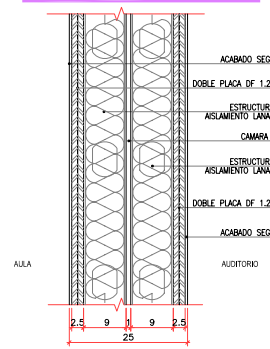 ACABADO SEG
DOBLE PLACA DF 1.2
ESTRUCTUR
AISLAMIENTO LANA
CAMARA
ESTRUCTUR
AISLAMIENTO LANA
DOBLE PLACA DF 1.2
ACABADO SEG
AULA
AUDITORIO
2.5 9 1 9 2.5
25